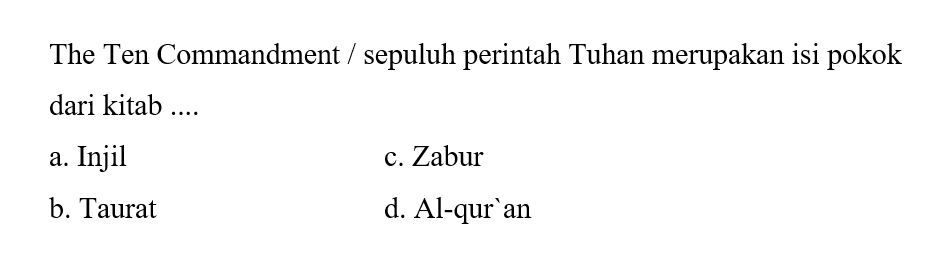 The Ten Commandment / sepuluh perintah Tuhan merupakan isi pokok
dari kitab ....
a. Injil c. Zabur
b. Taurat d. Al-qur`an